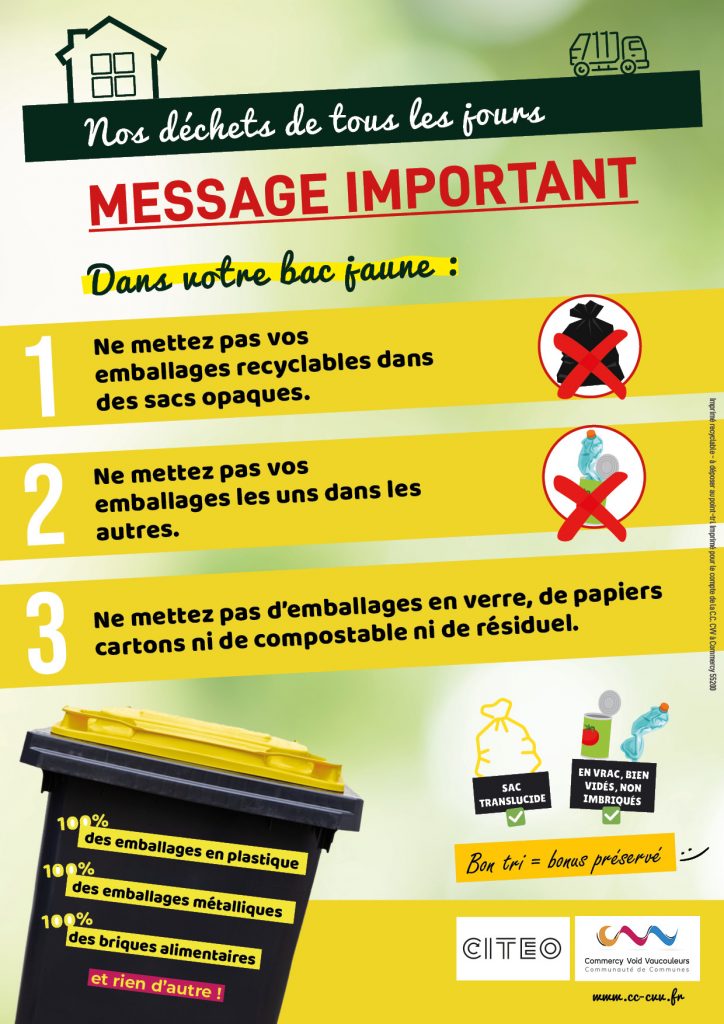 Nos déchets de tous les jours
MESSAGE IMPORTANT
Dans votre bac jaune :
1
Ne mettez pas vos
emballages recyclables dans
des sacs opaques.
2
Ne mettez pas vos
emballages les uns dans les
autres.
3
Ne mettez pas d'emballages en verre, de papiers
cartons ni de compostable ni de résiduel.
Imprimé recyclable - à déposer au point-tri. Imprimé pour le compte de la C.C. CVV à Commercy 55200
SAC
TRANSLUCIDE
EN VRAC, BIEN
VIDÉS, NON
IMBRIQUÉS
Bon tri = bonus préservé
100%
des emballages en plastique
100%
des emballages métalliques
100%
des briques alimentaires
et rien d'autre !
CITEO
Commercy Void Vaucouleurs
Communauté de Communes
www.cc-cvv.fr